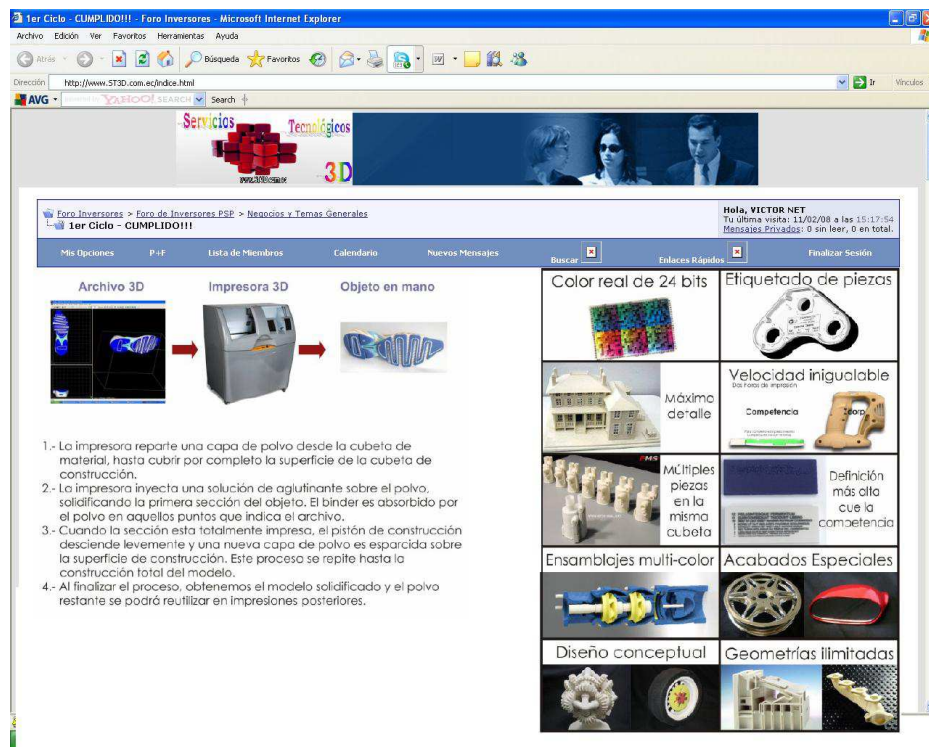 1er Ciclo - CUMPLIDO!!! - Foro Inversores - Microsoft Internet Explorer
Archivo Edición Ver Favoritos Herramientas Ayuda
Atrás Búsqueda Favoritos
Dirección http://www.ST3D.com.ec/indice.html Ir Vínculos
AVG YAHOO! SEARCH Search
Servicios
Tecnológicos
3D
Foro Inversores > Foro de Inversores PSP > Negocios y Temas Generales
1er Ciclo - CUMPLIDO!!!
Hola, VICTOR NET
Tu última visita: 11/02/08 a las 15:17:54
Mensajes Privados: 0 sin leer, 0 en total.
Mis Opciones P+F Lista de Miembros Calendario Nuevos Mensajes Buscar Enlaces Rápidos Finalizar Sesión
Archivo 3D Impresora 3D Objeto en mano
1.- La impresora reparte una capa de polvo desde la cubeta de
material, hasta cubrir por completo la superficie de la cubeta de
construcción.
2.- La impresora inyecta una solución de aglutinante sobre el polvo,
solidificando la primera sección del objeto. El binder es absorbido por
el polvo en aquellos puntos que indica el archivo.
3.- Cuando la sección esta totalmente impresa, el pistón de construcción
desciende levemente y una nueva capa de polvo es esparcida sobre
la superficie de construcción. Este proceso se repite hasta la
construcción total del modelo.
4.- Al finalizar el proceso, obtenemos el modelo solidificado y el polvo
restante se podró reutilizar en impresiones posteriores.
Color real de 24 bits
Etiquetado de piezas
Máximo
detalle
Velocidad inigualable
Dos horas de impresión
Competencia
Zcorp
Múltiples
piezas
en la
misma
cubeta
Definición
más alta
cue la
competencia
Ensamblajes multi-color
Acabados Especiales
Diseño conceptual
Geometrías ilimitadas